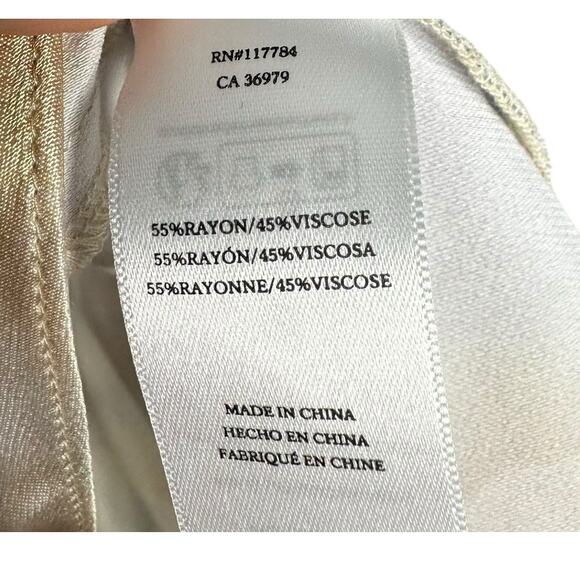 RN#117784
CA 36979
55%RAYON/45%VISCOSE
55%RAYÓN/45%VISCOSA
55%RAYONNE/45%VISCOSE
MADE IN CHINA
HECHO EN CHINA
FABRIQUÉ EN CHINE